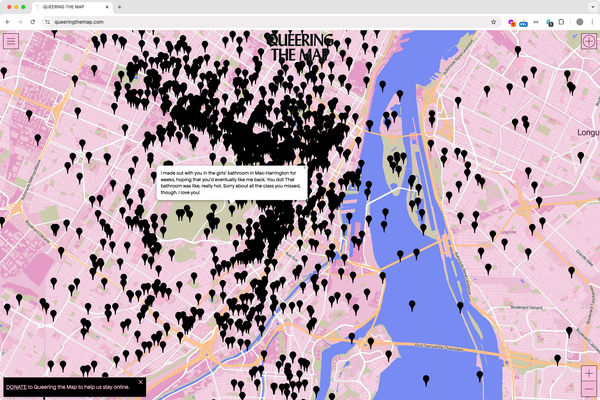 QUEERING THE MAP
queeringthemap.com
QUEERING
THE MAP
Longu
I made out with you in the girls' bathroom in Mac-Harrington for
weeks, hoping that you'd eventually like me back. You do!! That
bathroom was like, really hot. Sorry about all the class you missed,
though. I love you!
DONATE to Queering the Map to help us stay online.